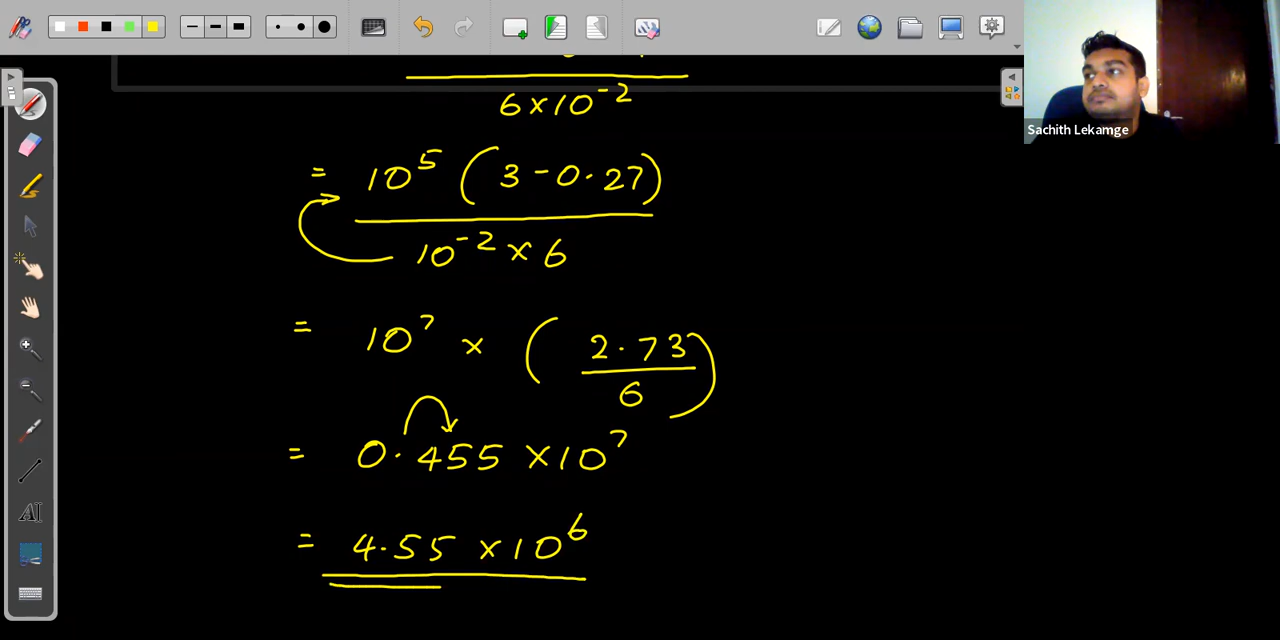 6 × 10⁻²
= 10⁵ ( 3 - 0.27)
10⁻² × 6
= 10⁷ × ( 2.73 )
6
= 0.455 × 10⁷
= 4.55 × 10⁶
Sachith Lekamge
AI